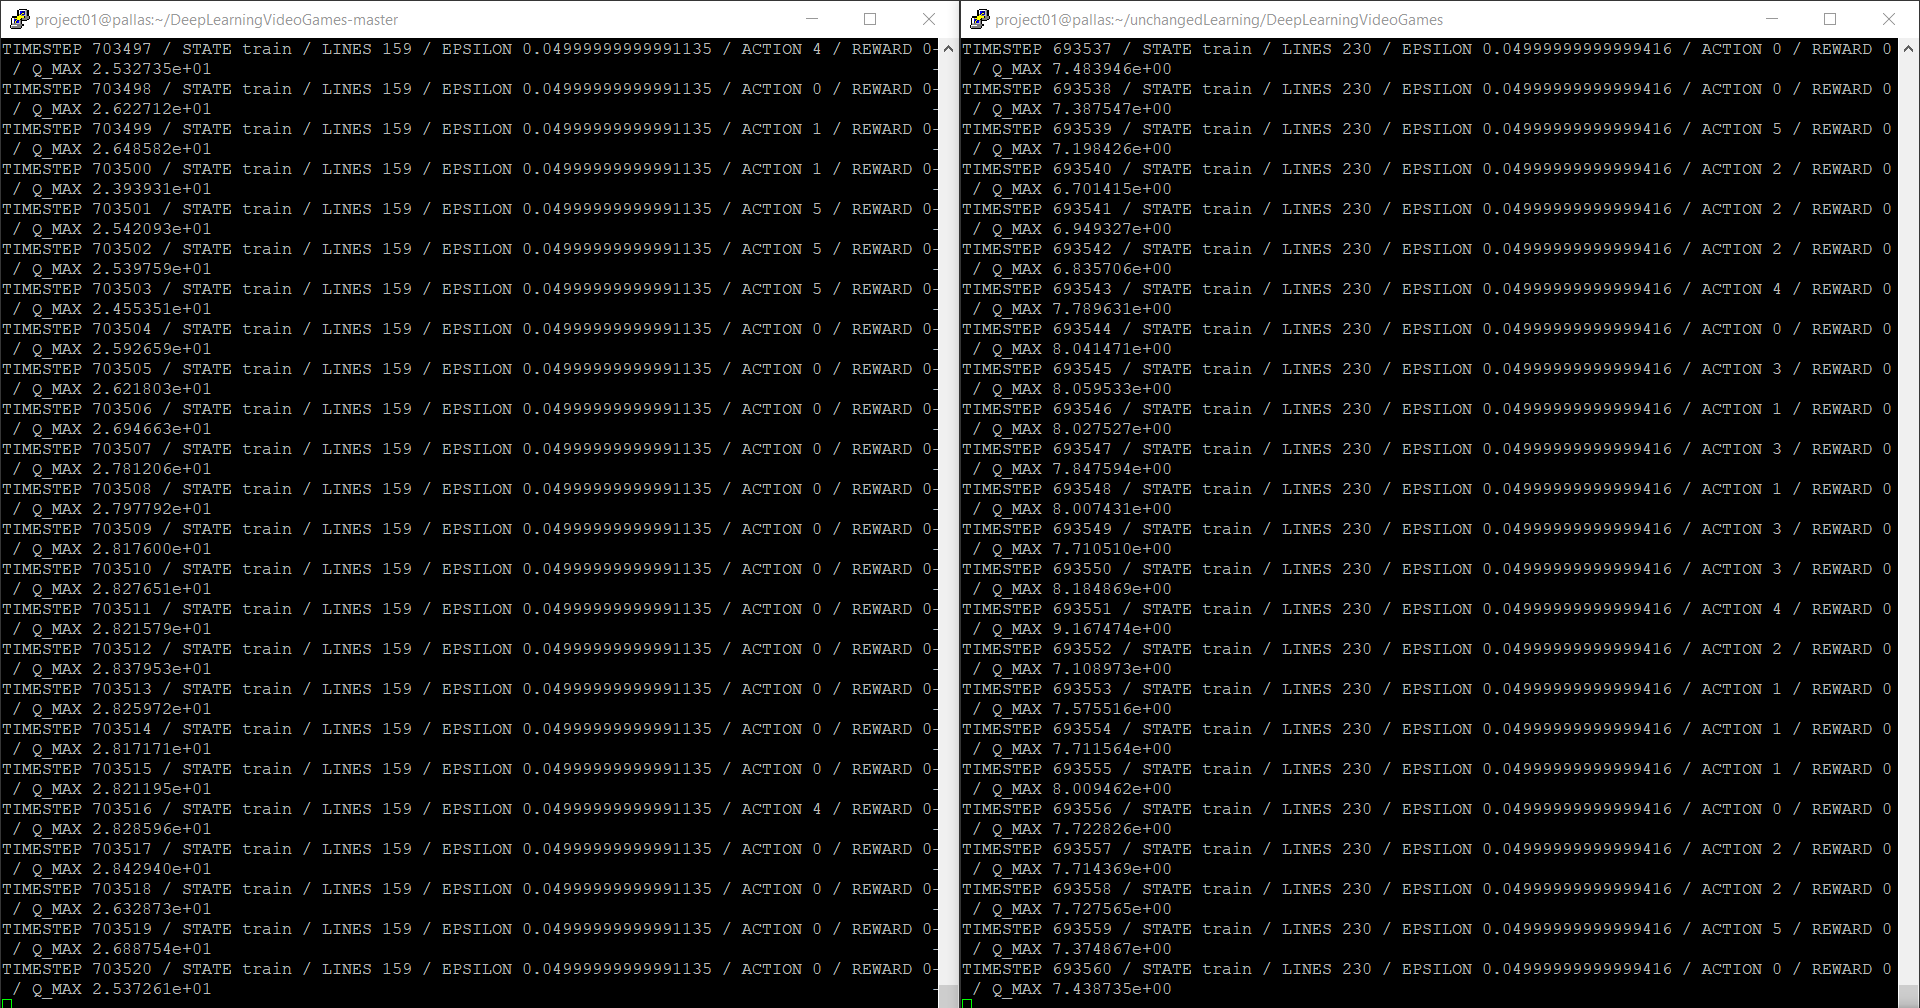 project01@pallas:~/DeepLearningVideoGames-master
TIMESTEP 703497 / STATE train / LINES 159 / EPSILON 0.04999999999991135 / ACTION 4 / REWARD 0-
/ Q_MAX 2.532735e+01 -
TIMESTEP 703498 / STATE train / LINES 159 / EPSILON 0.04999999999991135 / ACTION 0 / REWARD 0-
/ Q_MAX 2.622712e+01 -
TIMESTEP 703499 / STATE train / LINES 159 / EPSILON 0.04999999999991135 / ACTION 1 / REWARD 0-
/ Q_MAX 2.648582e+01 -
TIMESTEP 703500 / STATE train / LINES 159 / EPSILON 0.04999999999991135 / ACTION 1 / REWARD 0-
/ Q_MAX 2.393931e+01 -
TIMESTEP 703501 / STATE train / LINES 159 / EPSILON 0.04999999999991135 / ACTION 5 / REWARD 0-
/ Q_MAX 2.542093e+01 -
TIMESTEP 703502 / STATE train / LINES 159 / EPSILON 0.04999999999991135 / ACTION 5 / REWARD 0-
/ Q_MAX 2.539759e+01 -
TIMESTEP 703503 / STATE train / LINES 159 / EPSILON 0.04999999999991135 / ACTION 5 / REWARD 0-
/ Q_MAX 2.455351e+01 -
TIMESTEP 703504 / STATE train / LINES 159 / EPSILON 0.04999999999991135 / ACTION 0 / REWARD 0-
/ Q_MAX 2.592659e+01 -
TIMESTEP 703505 / STATE train / LINES 159 / EPSILON 0.04999999999991135 / ACTION 0 / REWARD 0-
/ Q_MAX 2.621803e+01 -
TIMESTEP 703506 / STATE train / LINES 159 / EPSILON 0.04999999999991135 / ACTION 0 / REWARD 0-
/ Q_MAX 2.694663e+01 -
TIMESTEP 703507 / STATE train / LINES 159 / EPSILON 0.04999999999991135 / ACTION 0 / REWARD 0-
/ Q_MAX 2.781206e+01 -
TIMESTEP 703508 / STATE train / LINES 159 / EPSILON 0.04999999999991135 / ACTION 0 / REWARD 0-
/ Q_MAX 2.797792e+01 -
TIMESTEP 703509 / STATE train / LINES 159 / EPSILON 0.04999999999991135 / ACTION 0 / REWARD 0-
/ Q_MAX 2.817600e+01 -
TIMESTEP 703510 / STATE train / LINES 159 / EPSILON 0.04999999999991135 / ACTION 0 / REWARD 0-
/ Q_MAX 2.827651e+01 -
TIMESTEP 703511 / STATE train / LINES 159 / EPSILON 0.04999999999991135 / ACTION 0 / REWARD 0-
/ Q_MAX 2.821579e+01 -
TIMESTEP 703512 / STATE train / LINES 159 / EPSILON 0.04999999999991135 / ACTION 0 / REWARD 0-
/ Q_MAX 2.837953e+01 -
TIMESTEP 703513 / STATE train / LINES 159 / EPSILON 0.04999999999991135 / ACTION 0 / REWARD 0-
/ Q_MAX 2.825972e+01 -
TIMESTEP 703514 / STATE train / LINES 159 / EPSILON 0.04999999999991135 / ACTION 0 / REWARD 0-
/ Q_MAX 2.817171e+01 -
TIMESTEP 703515 / STATE train / LINES 159 / EPSILON 0.04999999999991135 / ACTION 0 / REWARD 0-
/ Q_MAX 2.821195e+01 -
TIMESTEP 703516 / STATE train / LINES 159 / EPSILON 0.04999999999991135 / ACTION 4 / REWARD 0-
/ Q_MAX 2.828596e+01 -
TIMESTEP 703517 / STATE train / LINES 159 / EPSILON 0.04999999999991135 / ACTION 0 / REWARD 0-
/ Q_MAX 2.842940e+01 -
TIMESTEP 703518 / STATE train / LINES 159 / EPSILON 0.04999999999991135 / ACTION 0 / REWARD 0-
/ Q_MAX 2.632873e+01 -
TIMESTEP 703519 / STATE train / LINES 159 / EPSILON 0.04999999999991135 / ACTION 0 / REWARD 0-
/ Q_MAX 2.688754e+01 -
TIMESTEP 703520 / STATE train / LINES 159 / EPSILON 0.04999999999991135 / ACTION 0 / REWARD 0-
/ Q_MAX 2.537261e+01 -
project01@pallas:~/unchangedLearning/DeepLearningVideoGames
TIMESTEP 693537 / STATE train / LINES 230 / EPSILON 0.04999999999999416 / ACTION 0 / REWARD 0
/ Q_MAX 7.483946e+00
TIMESTEP 693538 / STATE train / LINES 230 / EPSILON 0.04999999999999416 / ACTION 0 / REWARD 0
/ Q_MAX 7.387547e+00
TIMESTEP 693539 / STATE train / LINES 230 / EPSILON 0.04999999999999416 / ACTION 5 / REWARD 0
/ Q_MAX 7.198426e+00
TIMESTEP 693540 / STATE train / LINES 230 / EPSILON 0.04999999999999416 / ACTION 2 / REWARD 0
/ Q_MAX 6.701415e+00
TIMESTEP 693541 / STATE train / LINES 230 / EPSILON 0.04999999999999416 / ACTION 2 / REWARD 0
/ Q_MAX 6.949327e+00
TIMESTEP 693542 / STATE train / LINES 230 / EPSILON 0.04999999999999416 / ACTION 2 / REWARD 0
/ Q_MAX 6.835706e+00
TIMESTEP 693543 / STATE train / LINES 230 / EPSILON 0.04999999999999416 / ACTION 4 / REWARD 0
/ Q_MAX 7.789631e+00
TIMESTEP 693544 / STATE train / LINES 230 / EPSILON 0.04999999999999416 / ACTION 0 / REWARD 0
/ Q_MAX 8.041471e+00
TIMESTEP 693545 / STATE train / LINES 230 / EPSILON 0.04999999999999416 / ACTION 3 / REWARD 0
/ Q_MAX 8.059533e+00
TIMESTEP 693546 / STATE train / LINES 230 / EPSILON 0.04999999999999416 / ACTION 1 / REWARD 0
/ Q_MAX 8.027527e+00
TIMESTEP 693547 / STATE train / LINES 230 / EPSILON 0.04999999999999416 / ACTION 3 / REWARD 0
/ Q_MAX 7.847594e+00
TIMESTEP 693548 / STATE train / LINES 230 / EPSILON 0.04999999999999416 / ACTION 1 / REWARD 0
/ Q_MAX 8.007431e+00
TIMESTEP 693549 / STATE train / LINES 230 / EPSILON 0.04999999999999416 / ACTION 3 / REWARD 0
/ Q_MAX 7.710510e+00
TIMESTEP 693550 / STATE train / LINES 230 / EPSILON 0.04999999999999416 / ACTION 3 / REWARD 0
/ Q_MAX 8.184869e+00
TIMESTEP 693551 / STATE train / LINES 230 / EPSILON 0.04999999999999416 / ACTION 4 / REWARD 0
/ Q_MAX 9.167474e+00
TIMESTEP 693552 / STATE train / LINES 230 / EPSILON 0.04999999999999416 / ACTION 2 / REWARD 0
/ Q_MAX 7.108973e+00
TIMESTEP 693553 / STATE train / LINES 230 / EPSILON 0.04999999999999416 / ACTION 1 / REWARD 0
/ Q_MAX 7.575516e+00
TIMESTEP 693554 / STATE train / LINES 230 / EPSILON 0.04999999999999416 / ACTION 1 / REWARD 0
/ Q_MAX 7.711564e+00
TIMESTEP 693555 / STATE train / LINES 230 / EPSILON 0.04999999999999416 / ACTION 1 / REWARD 0
/ Q_MAX 8.009462e+00
TIMESTEP 693556 / STATE train / LINES 230 / EPSILON 0.04999999999999416 / ACTION 0 / REWARD 0
/ Q_MAX 7.722826e+00
TIMESTEP 693557 / STATE train / LINES 230 / EPSILON 0.04999999999999416 / ACTION 2 / REWARD 0
/ Q_MAX 7.714369e+00
TIMESTEP 693558 / STATE train / LINES 230 / EPSILON 0.04999999999999416 / ACTION 2 / REWARD 0
/ Q_MAX 7.727565e+00
TIMESTEP 693559 / STATE train / LINES 230 / EPSILON 0.04999999999999416 / ACTION 5 / REWARD 0
/ Q_MAX 7.374867e+00
TIMESTEP 693560 / STATE train / LINES 230 / EPSILON 0.04999999999999416 / ACTION 0 / REWARD 0
/ Q_MAX 7.438735e+00